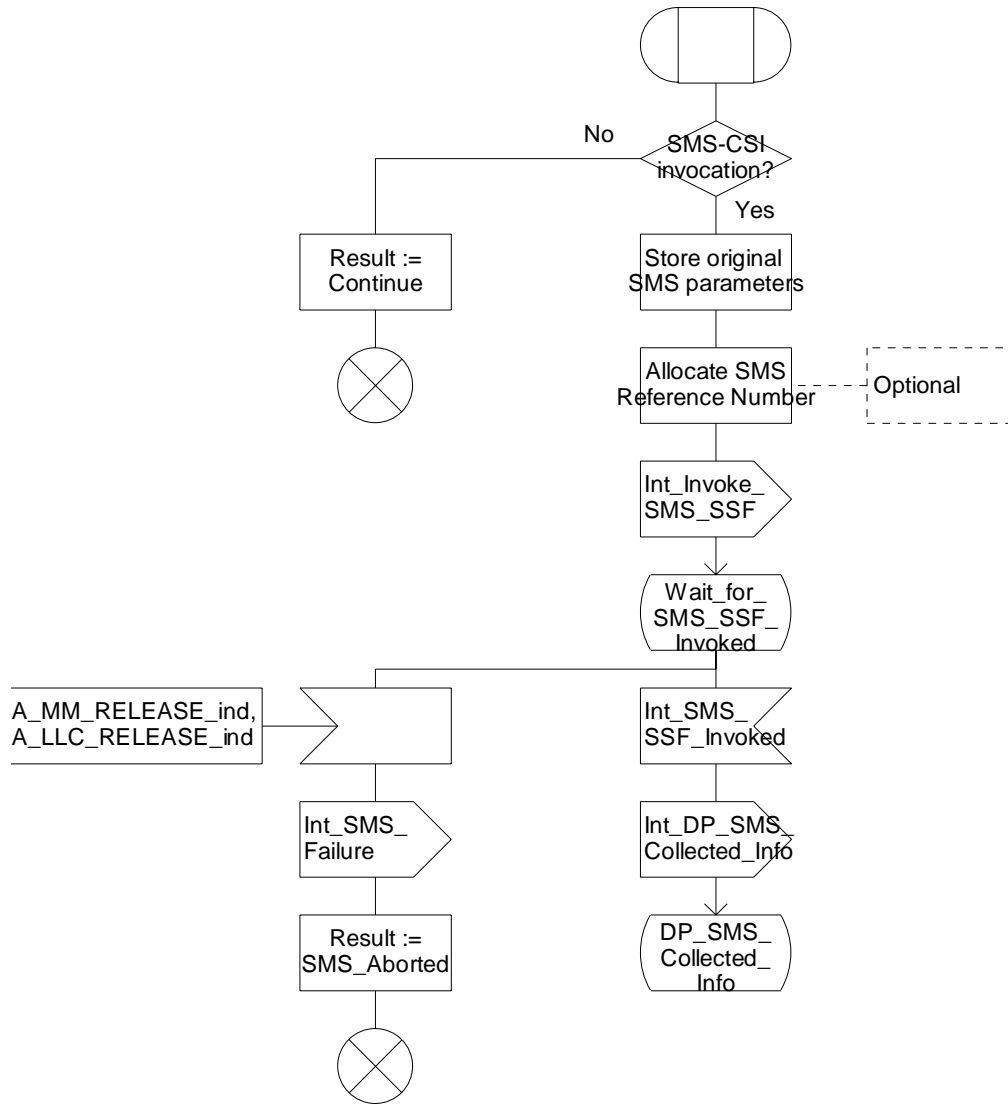 No
SMS-CSI
invocation?
Yes
Result :=
Continue
Store original
SMS parameters
Allocate SMS
Reference Number
Optional
Int_Invoke_
SMS_SSF
Wait_for_
SMS_SSF_
Invoked
A_MM_RELEASE_ind,
A_LLC_RELEASE_ind
Int_SMS_
SSF_Invoked
Int_SMS_
Failure
Int_DP_SMS_
Collected_Info
Result :=
SMS_Aborted
DP_SMS_
Collected_
Info